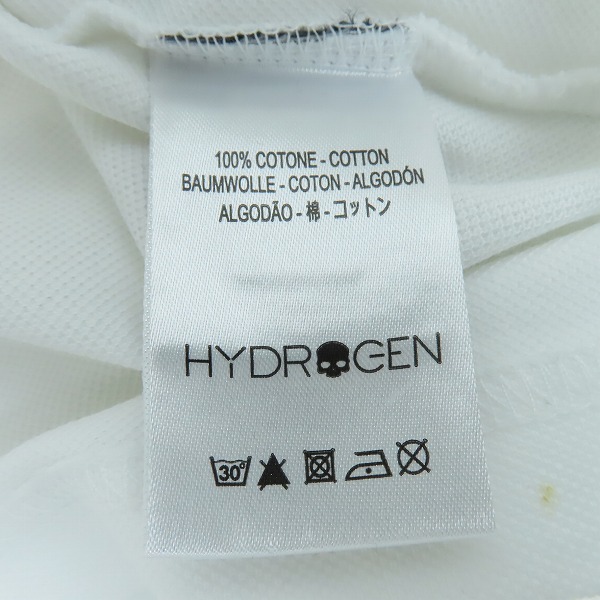 100% COTONE - COTTON
BAUMWOLLE - COTON - ALGODÓN
ALGODÃO - 棉 - コットン
HYDROGEN
30°